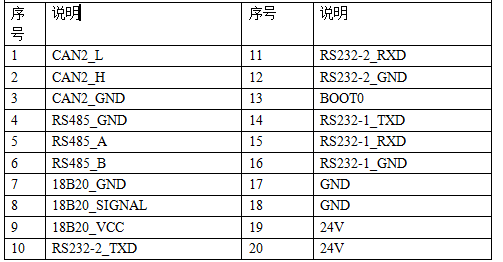 序号 说明 序号 说明
1 CAN2_L 11 RS232-2_RXD
2 CAN2_H 12 RS232-2_GND
3 CAN2_GND 13 BOOT0
4 RS485_GND 14 RS232-1_TXD
5 RS485_A 15 RS232-1_RXD
6 RS485_B 16 RS232-1_GND
7 18B20_GND 17 GND
8 18B20_SIGNAL 18 GND
9 18B20_VCC 19 24V
10 RS232-2_TXD 20 24V